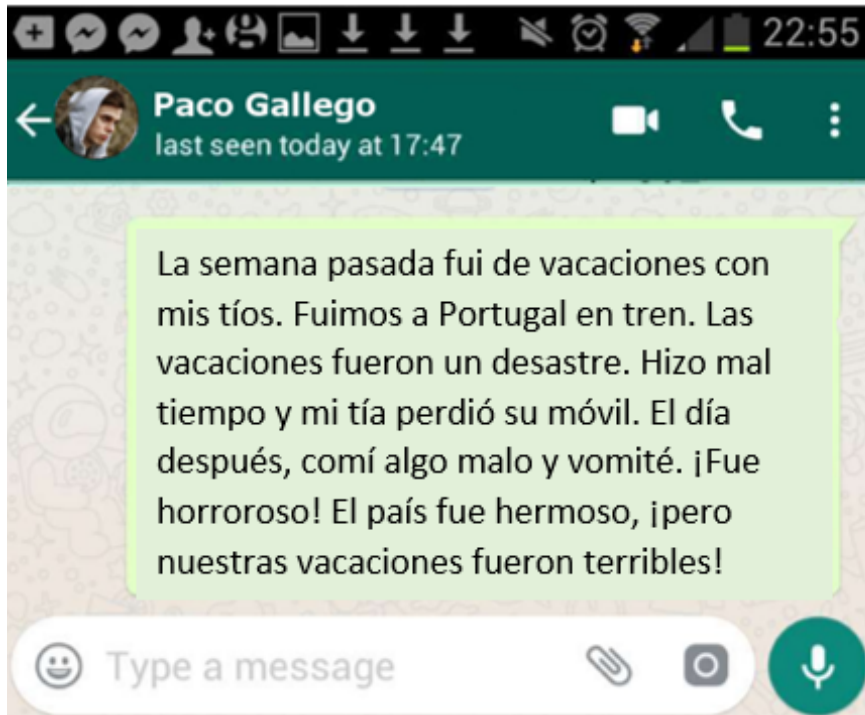 22:55
Paco Gallego
last seen today at 17:47
La semana pasada fui de vacaciones con
mis tíos. Fuimos a Portugal en tren. Las
vacaciones fueron un desastre. Hizo mal
tiempo y mi tía perdió su móvil. El día
después, comí algo malo y vomité. ¡Fue
horroroso! El país fue hermoso, ¡pero
nuestras vacaciones fueron terribles!
Type a message